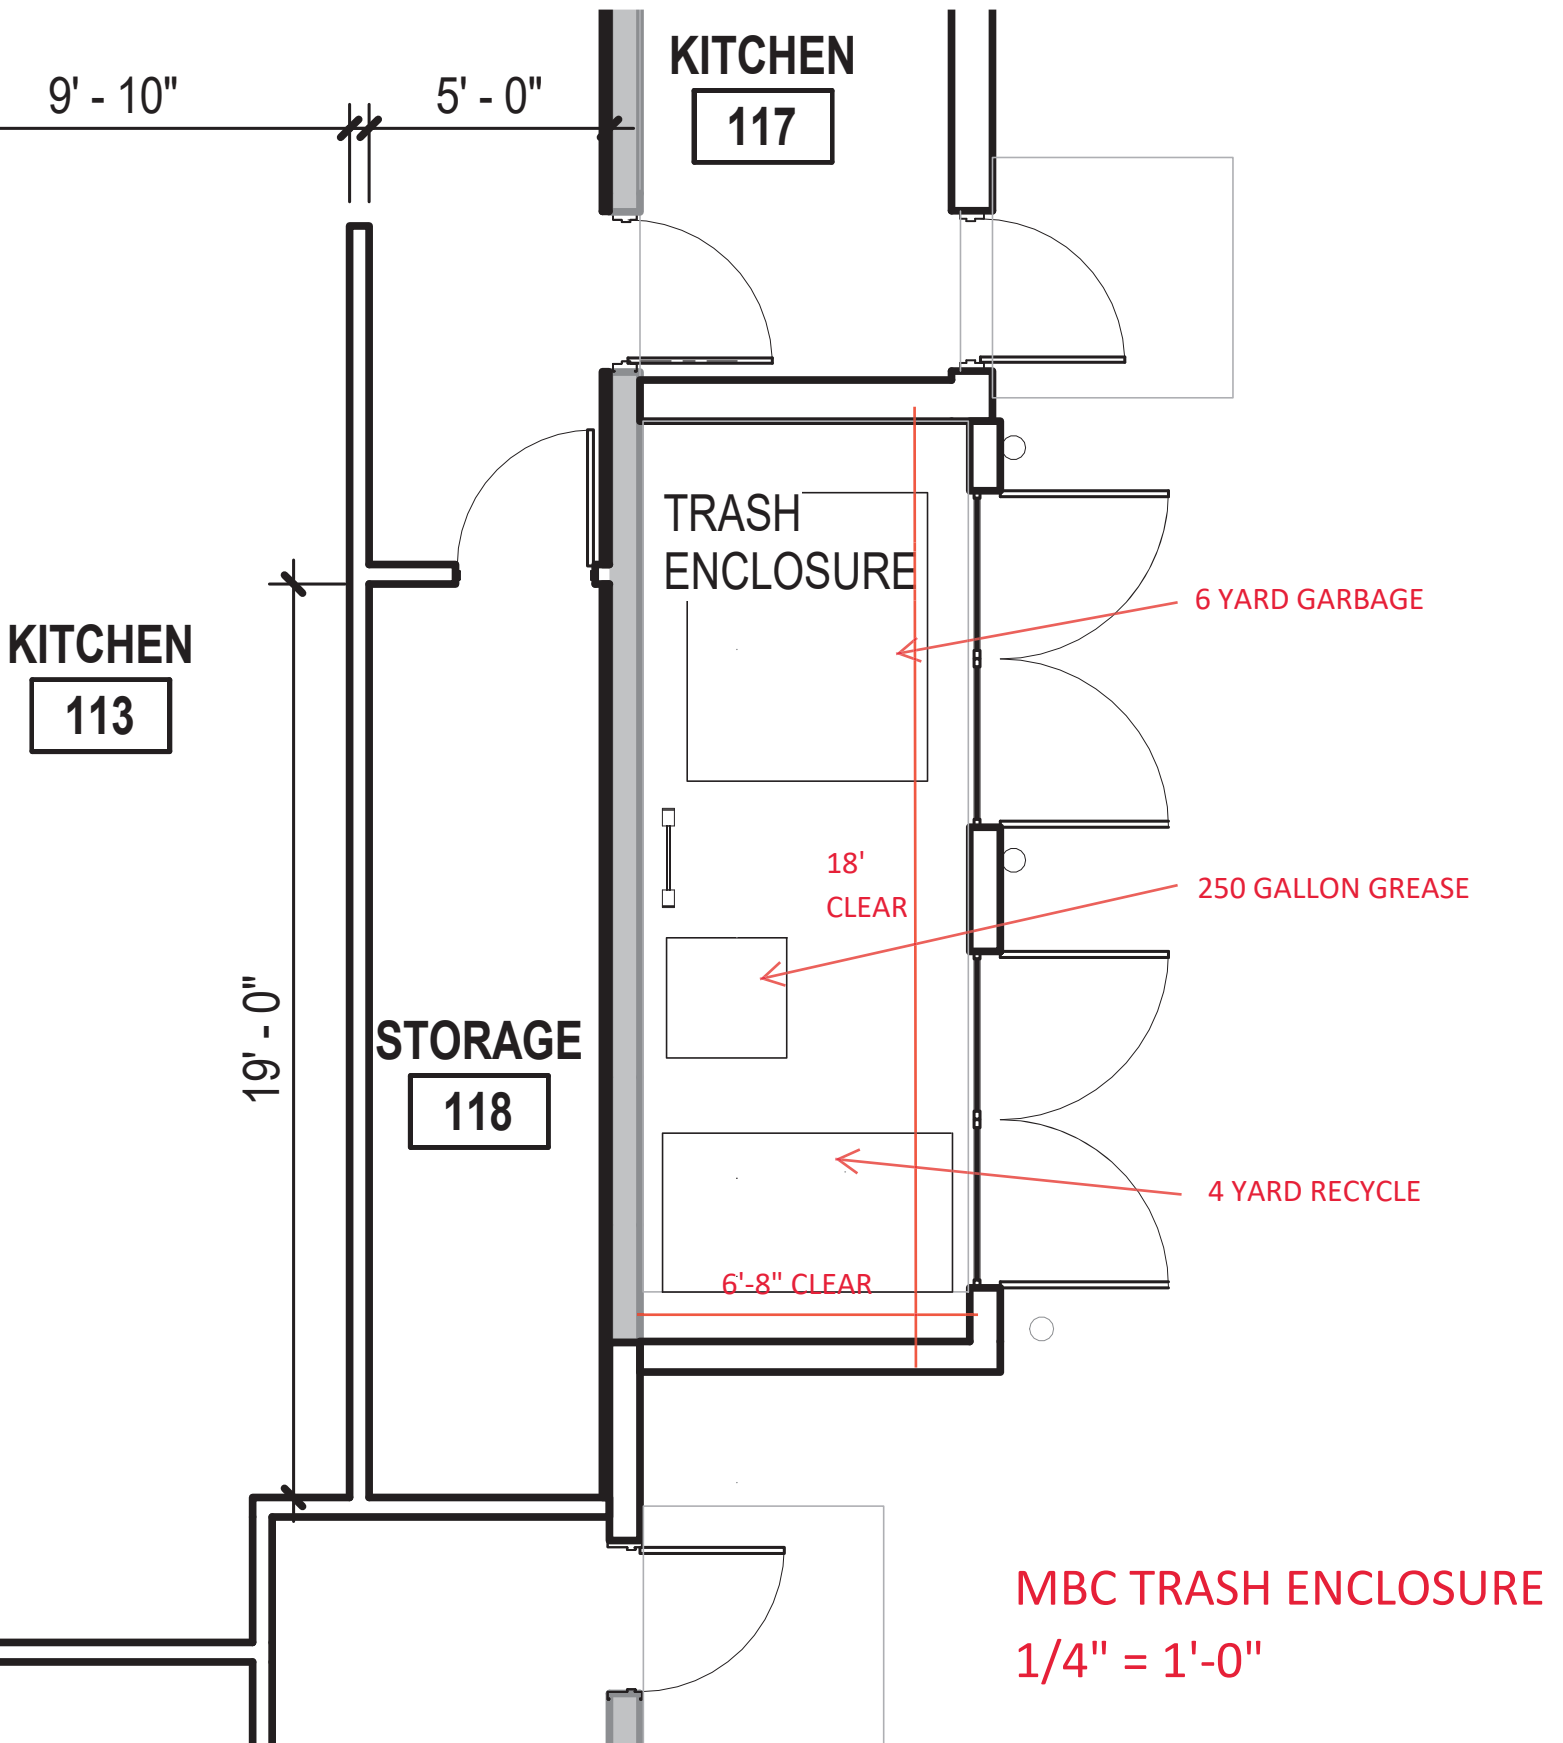 KITCHEN
117
9' - 10"
5' - 0"
TRASH
ENCLOSURE
6 YARD GARBAGE
KITCHEN
113
18'
CLEAR
250 GALLON GREASE
19' - 0"
STORAGE
118
4 YARD RECYCLE
6'-8" CLEAR
MBC TRASH ENCLOSURE
1/4" = 1'-0"